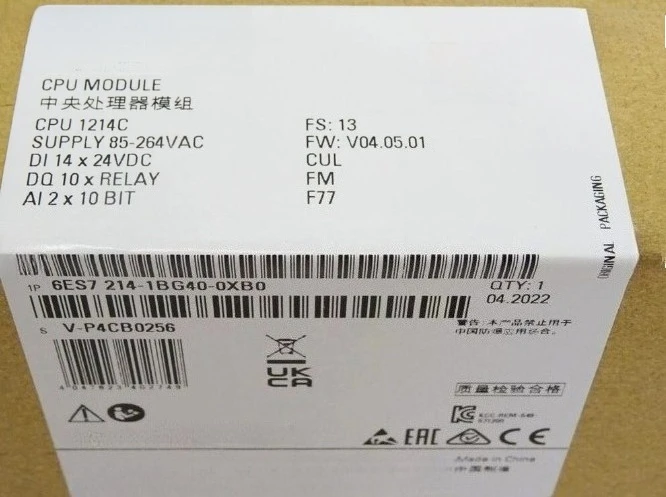 CPU MODULE
中央处理器模组
CPU 1214C FS: 13
SUPPLY 85-264VAC FW: V04.05.01
DI 14 x 24VDC CUL
DQ 10 x RELAY FM
AI 2 x 10 BIT F77
ORIGINAL PACKAGING
1P 6ES7 214-1BG40-0XB0 QTY: 1
04.2022
S V-P4CB0256
警告: 本产品禁止用于
中国防爆应用场合。
UK
CA
质量检验合格
EAC CE
Made in China
中国制造